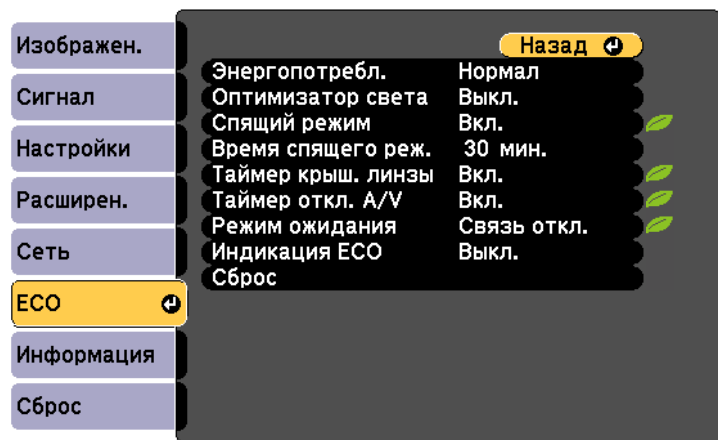 Изображен.
Сигнал
Настройки
Расширен.
Сеть
ECO
Информация
Сброс
Назад
Энергопотребл. Нормал
Оптимизатор света Выкл.
Спящий режим Вкл.
Время спящего реж. 30 мин.
Таймер крыш. линзы Вкл.
Таймер откл. A/V Вкл.
Режим ожидания Связь откл.
Индикация ECO Выкл.
Сброс